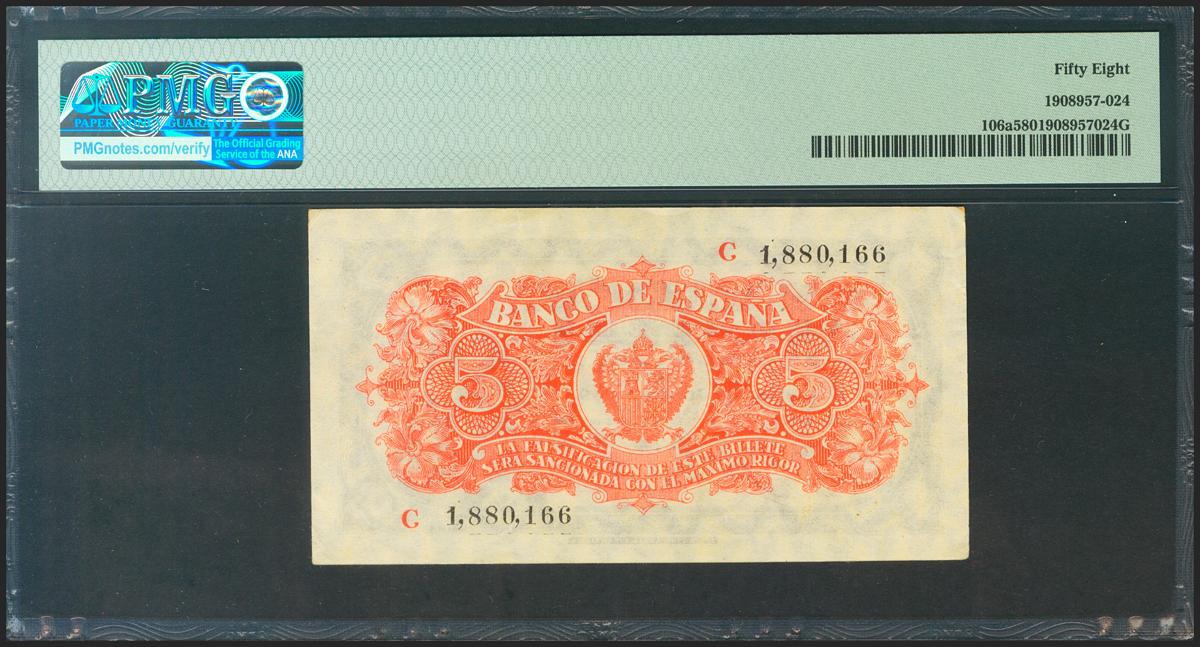 PMG
PAPER MONEY GUARANTY
PMGnotes.com/verify
The Official Grading
Service of the ANA
Fifty Eight
1908957-024
106a5801908957024G
C 1,880,166
BANCO DE ESPAÑA
5 5
LA FALSIFICACION DE ESTE BILLETE
SERA SANCIONADA CON EL MAXIMO RIGOR
C 1,880,166